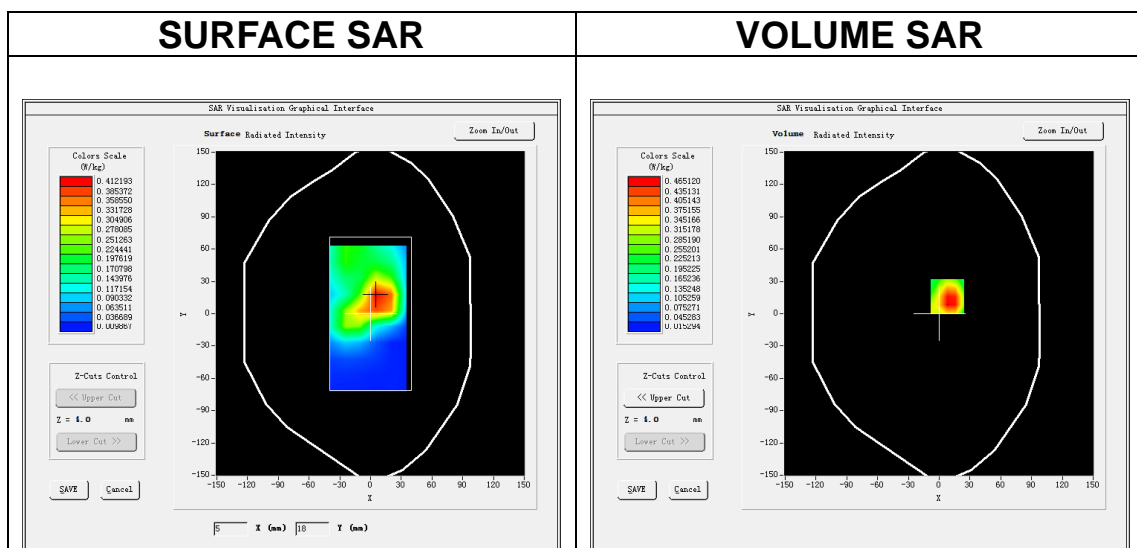 SURFACE SAR
VOLUME SAR
SAR Visualisation Graphical Interface
Surface Radiated Intensity
Zoom In/Out
Colors Scale
(W/kg)
0.412193
0.385372
0.358550
0.331728
0.304906
0.278085
0.251263
0.224441
0.197619
0.170798
0.143976
0.117154
0.090332
0.063511
0.036689
0.009867
150
120
90
60
30
0
-30
-60
-90
-120
-150
Y
-150 -120 -90 -60 -30 0 30 60 90 120 150
X
Z-Cuts Control
<< Upper Cut
Z = 4.0 mm
Lower Cut >>
SAVE Cancel
5 X (mm) 18 Y (mm)
SAR Visualisation Graphical Interface
Volume Radiated Intensity
Zoom In/Out
Colors Scale
(W/kg)
0.465120
0.435131
0.405143
0.375155
0.345166
0.315178
0.285190
0.255201
0.225213
0.195225
0.165236
0.135248
0.105259
0.075271
0.045283
0.015294
150
120
90
60
30
0
-30
-60
-90
-120
-150
Y
-150 -120 -90 -60 -30 0 30 60 90 120 150
X
Z-Cuts Control
<< Upper Cut
Z = 4.0 mm
Lower Cut >>
SAVE Cancel